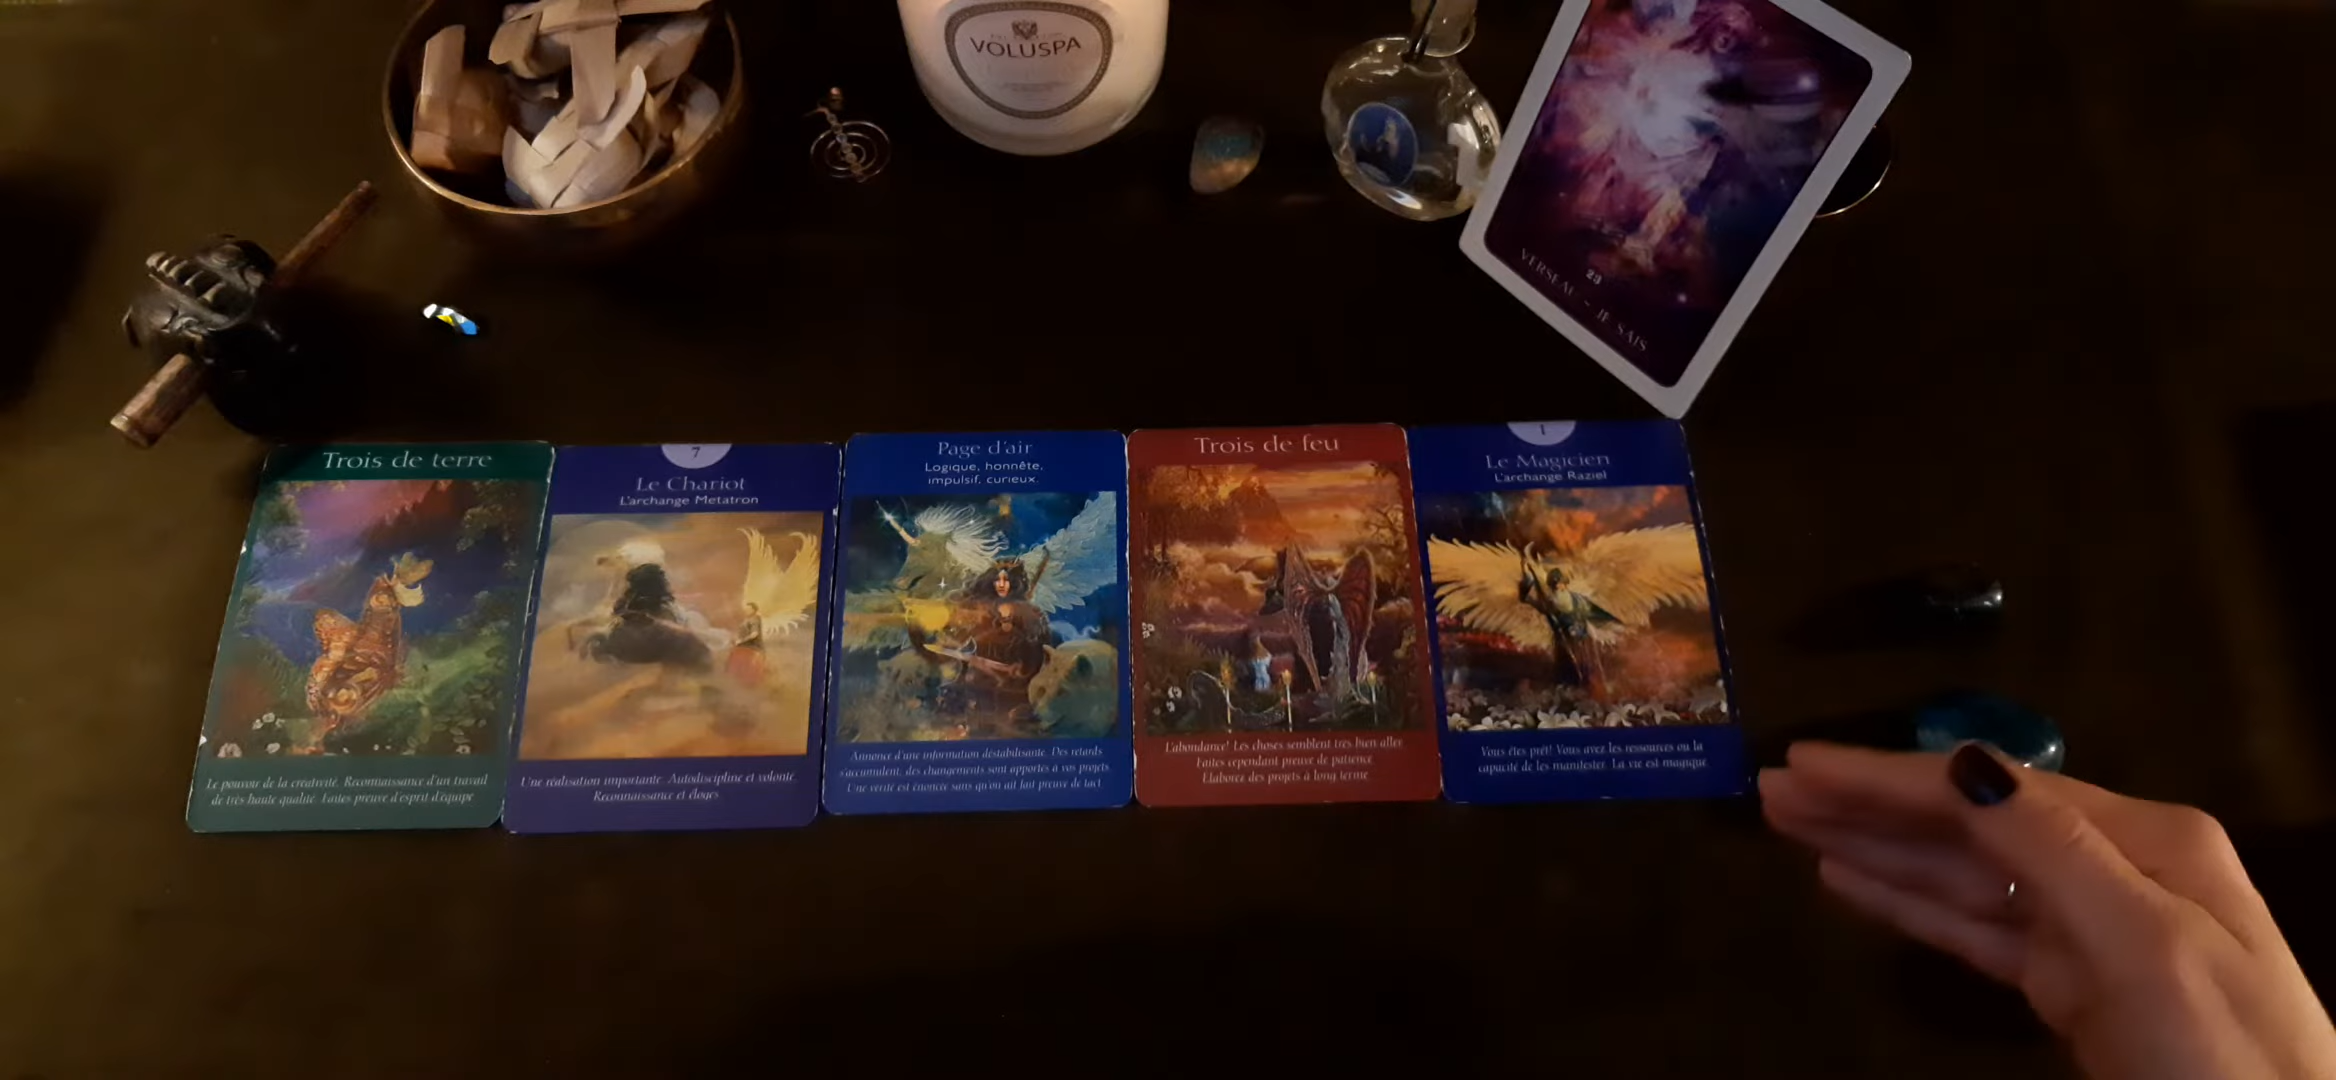 VOLUSPA
23
VERSEAU ~ JE SAIS
Trois de terre
Le pouvoir de la créativité. Reconnaissance d'un travail
de très haute qualité. Faites preuve d'esprit d'équipe.
7
Le Chariot
L'archange Metatron
Une réalisation importante. Autodiscipline et volonté.
Reconnaissance et éloges.
Page d'air
Logique, honnête,
impulsif, curieux.
Annonce d'une information déstabilisante. Des retards
s'accumulent, des changements sont apportés à vos projets.
Une vérité est énoncée sans qu'on ait fait preuve de tact.
Trois de feu
L'abondance! Les choses semblent très bien aller.
Faites cependant preuve de patience.
Élaborez des projets à long terme.
1
Le Magicien
L'archange Raziel
Vous êtes prêt! Vous avez les ressources ou la
capacité de les manifester. La vie est magique.